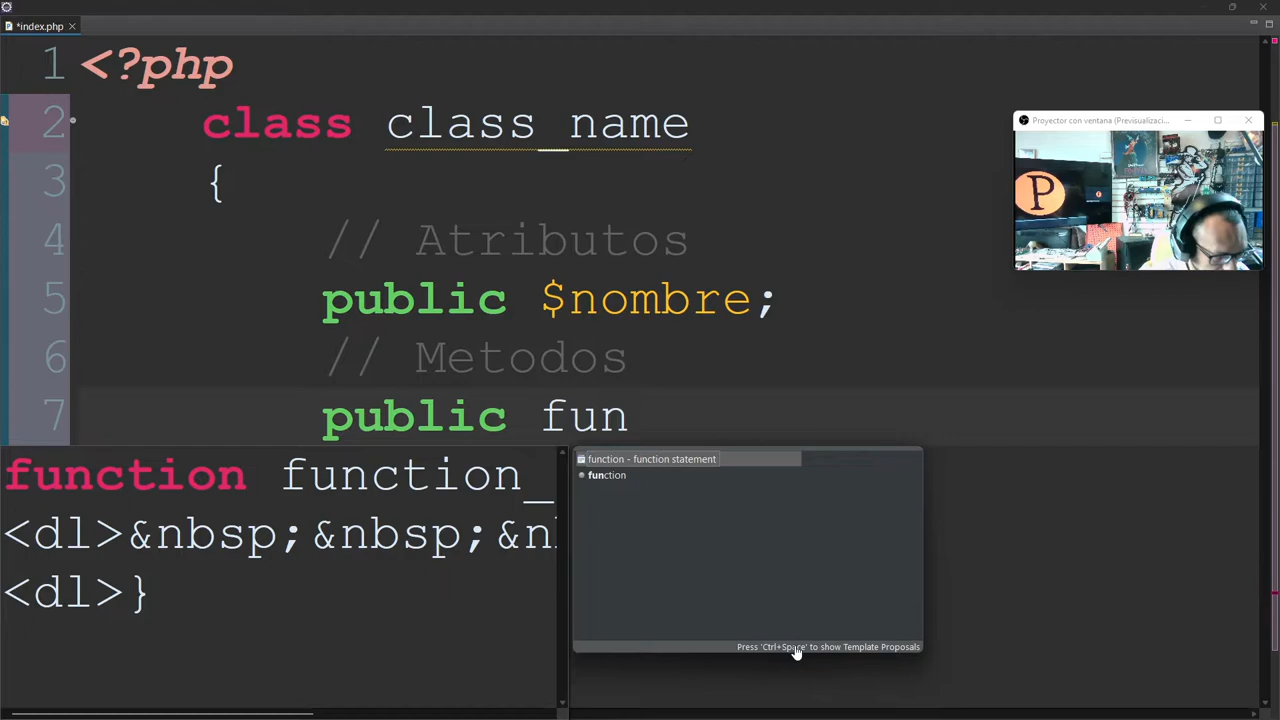 *index.php
1 <?php
2 class class_name
3 {
4 // Atributos
5 public $nombre;
6 // Metodos
7 public fun
Proyector con ventana (Previsualizaci...
P
function function_
<dl>&nbsp;&nbsp;&n
<dl>}
function - function statement
function
Press 'Ctrl+Space' to show Template Proposals